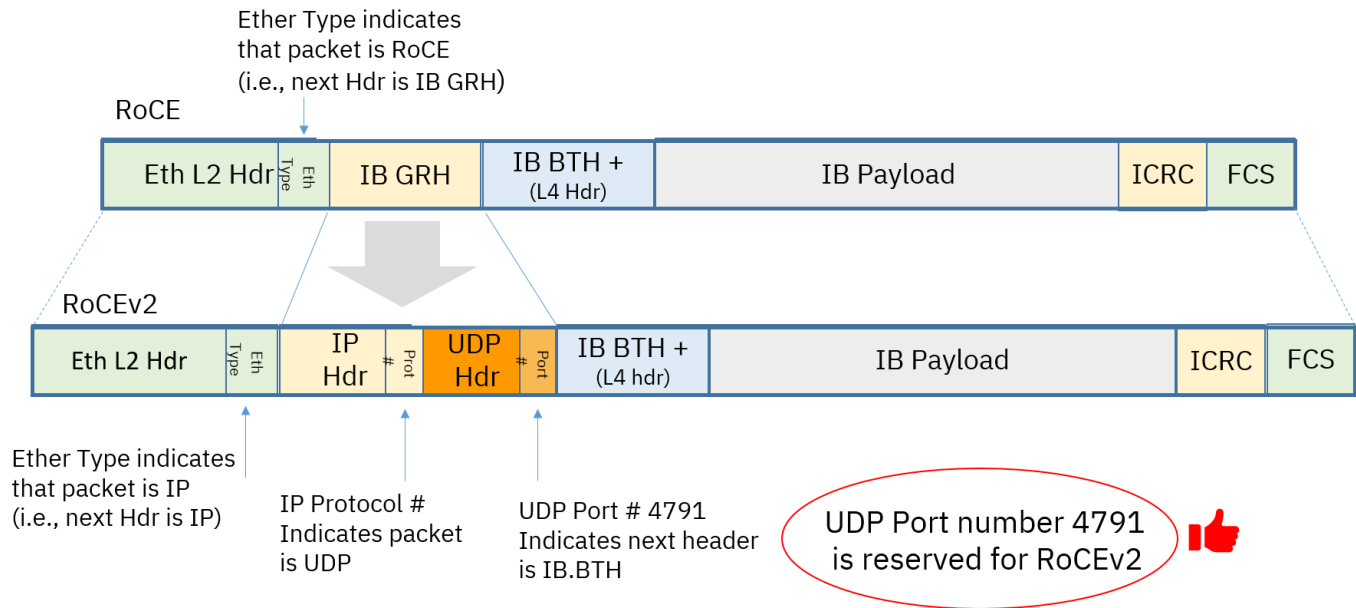 Ether Type indicates
that packet is RoCE
(i.e., next Hdr is IB GRH)
RoCE
Eth L2 Hdr
Eth
Type
IB GRH
IB BTH +
(L4 Hdr)
IB Payload
ICRC
FCS
RoCEv2
Eth L2 Hdr
Eth
Type
IP
Hdr
Prot
#
UDP
Hdr
Port
#
IB BTH +
(L4 hdr)
IB Payload
ICRC
FCS
Ether Type indicates
that packet is IP
(i.e., next Hdr is IP)
IP Protocol #
Indicates packet
is UDP
UDP Port # 4791
Indicates next header
is IB.BTH
UDP Port number 4791
is reserved for RoCEv2